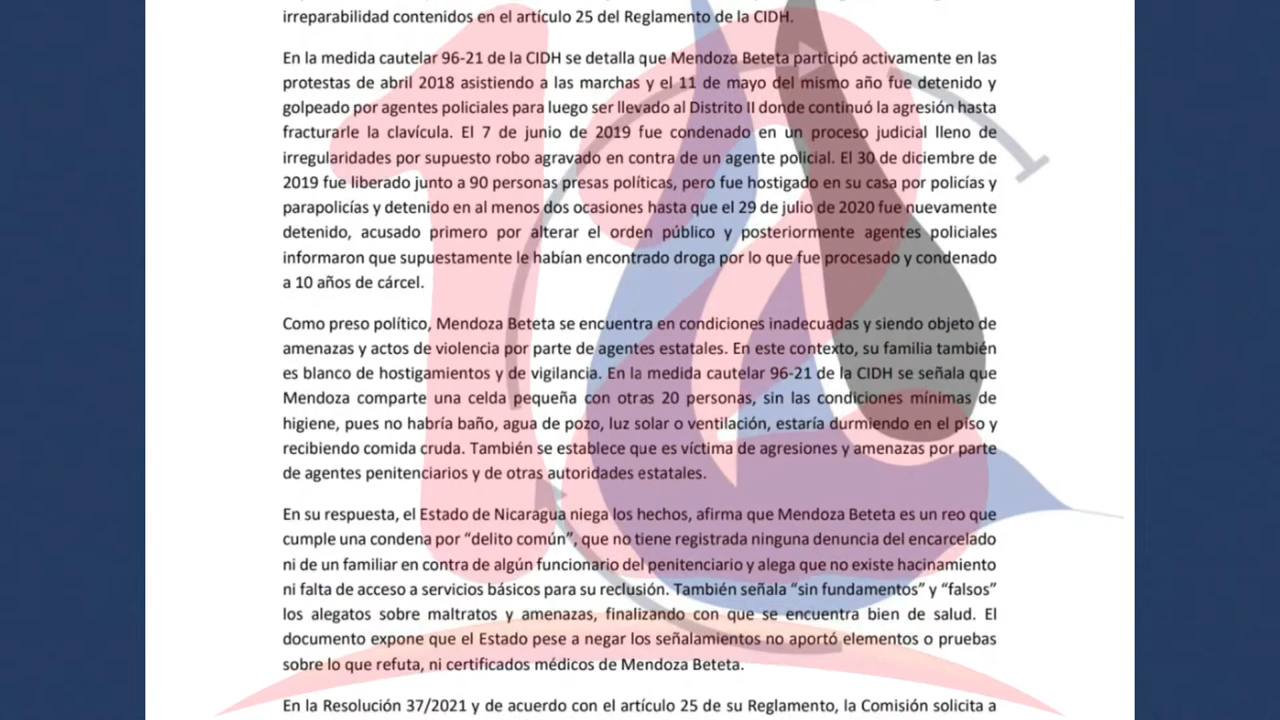 irreparabilidad contenidos en el artículo 25 del Reglamento de la CIDH.
En la medida cautelar 96-21 de la CIDH se detalla que Mendoza Beteta participó activamente en las
protestas de abril 2018 asistiendo a las marchas y el 11 de mayo del mismo año fue detenido y
golpeado por agentes policiales para luego ser llevado al Distrito II donde continuó la agresión hasta
fracturarle la clavícula. El 7 de junio de 2019 fue condenado en un proceso judicial lleno de
irregularidades por supuesto robo agravado en contra de un agente policial. El 30 de diciembre de
2019 fue liberado junto a 90 personas presas políticas, pero fue hostigado en su casa por policías y
parapolicías y detenido en al menos dos ocasiones hasta que el 29 de julio de 2020 fue nuevamente
detenido, acusado primero por alterar el orden público y posteriormente agentes policiales
informaron que supuestamente le habían encontrado droga por lo que fue procesado y condenado
a 10 años de cárcel.
Como preso político, Mendoza Beteta se encuentra en condiciones inadecuadas y siendo objeto de
amenazas y actos de violencia por parte de agentes estatales. En este contexto, su familia también
es blanco de hostigamientos y de vigilancia. En la medida cautelar 96-21 de la CIDH se señala que
Mendoza comparte una celda pequeña con otras 20 personas, sin las condiciones mínimas de
higiene, pues no habría baño, agua de pozo, luz solar o ventilación, estaría durmiendo en el piso y
recibiendo comida cruda. También se establece que es víctima de agresiones y amenazas por parte
de agentes penitenciarios y de otras autoridades estatales.
En su respuesta, el Estado de Nicaragua niega los hechos, afirma que Mendoza Beteta es un reo que
cumple una condena por “delito común”, que no tiene registrada ninguna denuncia del encarcelado
ni de un familiar en contra de algún funcionario del penitenciario y alega que no existe hacinamiento
ni falta de acceso a servicios básicos para su reclusión. También señala “sin fundamentos” y “falsos”
los alegatos sobre maltratos y amenazas, finalizando con que se encuentra bien de salud. El
documento expone que el Estado pese a negar los señalamientos no aportó elementos o pruebas
sobre lo que refuta, ni certificados médicos de Mendoza Beteta.
En la Resolución 37/2021 y de acuerdo con el artículo 25 de su Reglamento, la Comisión solicita a